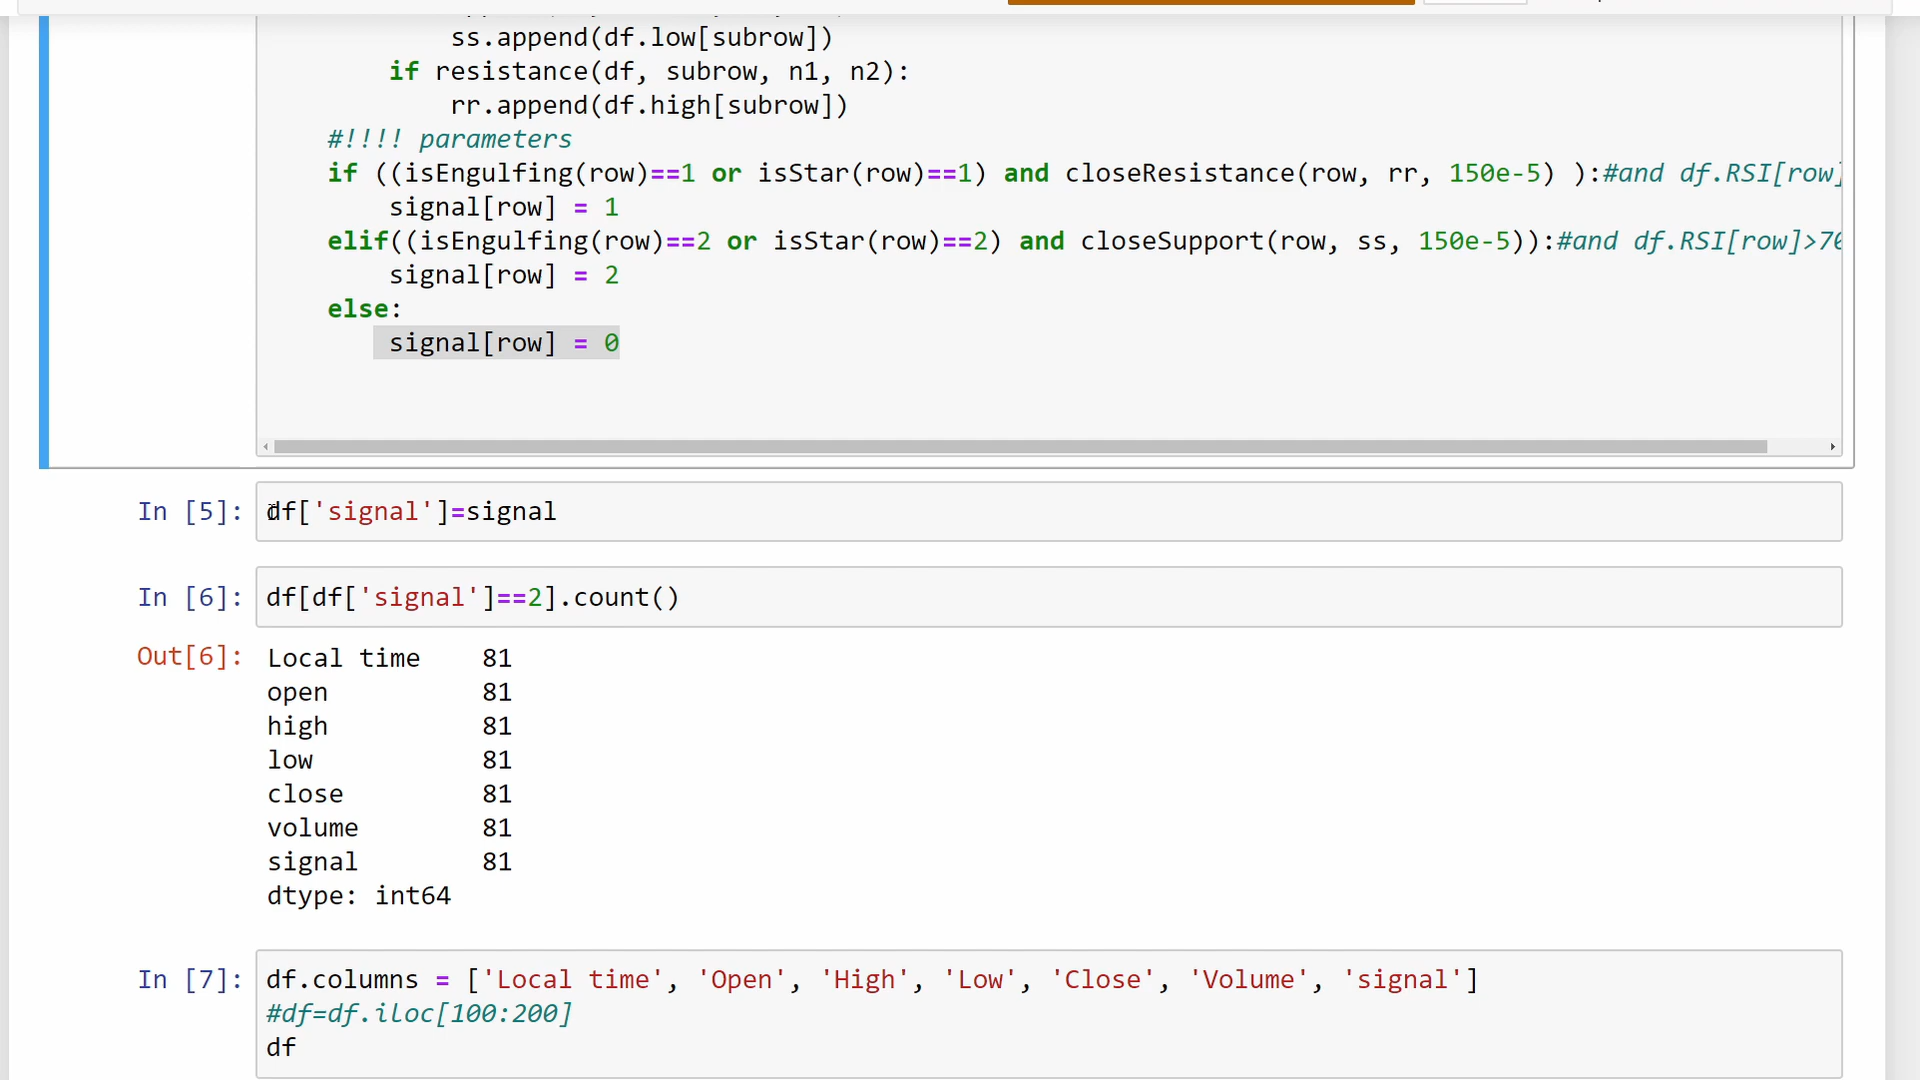 ss.append(df.low[subrow])
if resistance(df, subrow, n1, n2):
rr.append(df.high[subrow])
#!!!! parameters
if ((isEngulfing(row)==1 or isStar(row)==1) and closeResistance(row, rr, 150e-5) ):#and df.RSI[row]
signal[row] = 1
elif((isEngulfing(row)==2 or isStar(row)==2) and closeSupport(row, ss, 150e-5)):#and df.RSI[row]>70
signal[row] = 2
else:
signal[row] = 0
In [5]: df['signal']=signal
In [6]: df[df['signal']==2].count()
Out[6]: Local time 81
open 81
high 81
low 81
close 81
volume 81
signal 81
dtype: int64
In [7]: df.columns = ['Local time', 'Open', 'High', 'Low', 'Close', 'Volume', 'signal']
#df=df.iloc[100:200]
df